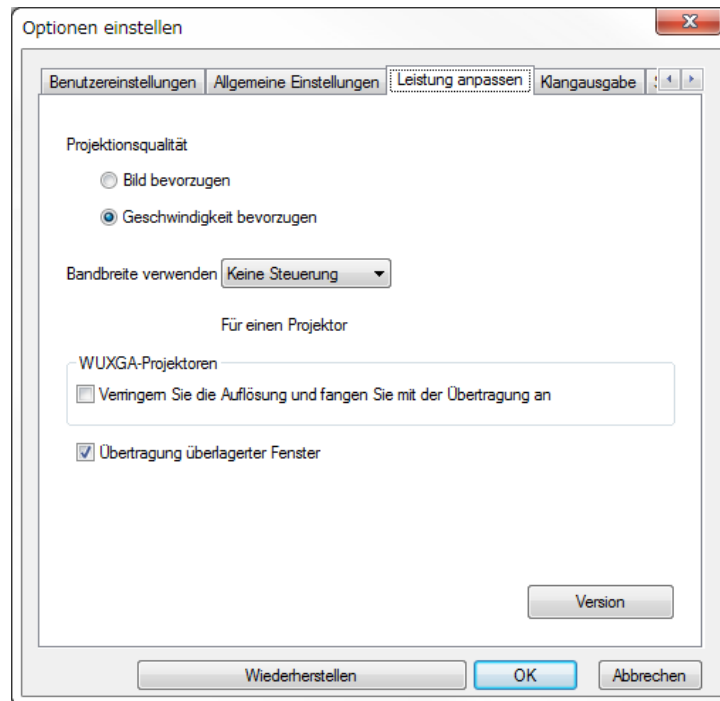 Optionen einstellen
Benutzereinstellungen Allgemeine Einstellungen Leistung anpassen Klangausgabe
Projektionsqualität
Bild bevorzugen
Geschwindigkeit bevorzugen
Bandbreite verwenden Keine Steuerung
Für einen Projektor
WUXGA-Projektoren
Verringern Sie die Auflösung und fangen Sie mit der Übertragung an
Übertragung überlagerter Fenster
Version
Wiederherstellen OK Abbrechen